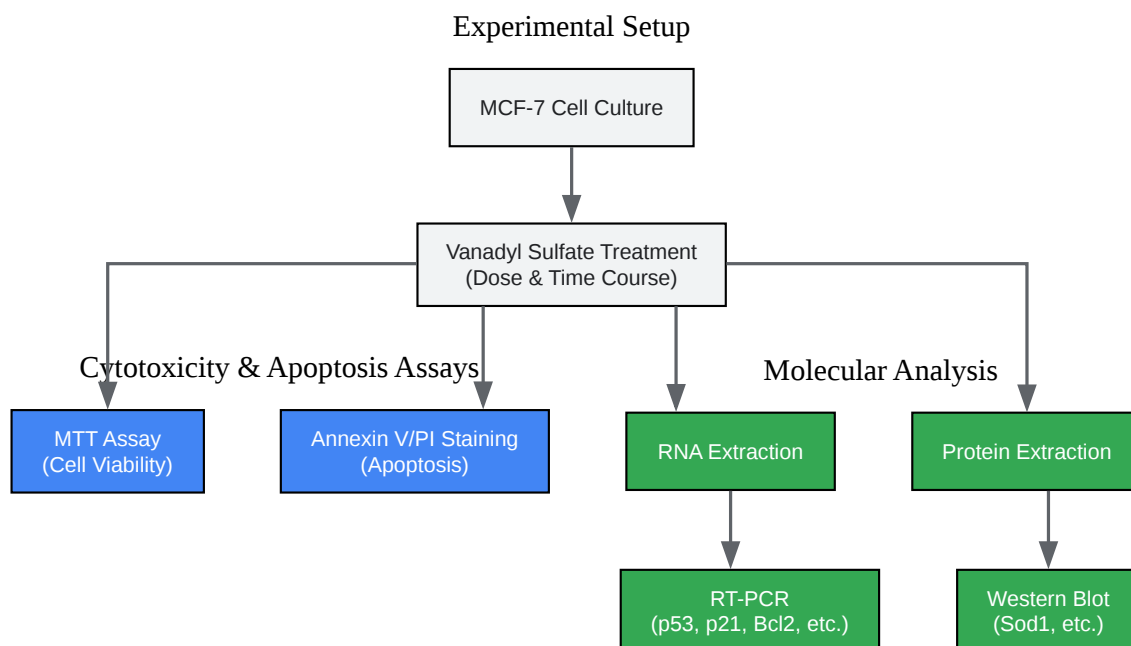 Experimental Setup
MCF-7 Cell Culture
Vanadyl Sulfate Treatment
(Dose & Time Course)
Cytotoxicity & Apoptosis Assays
Molecular Analysis
MTT Assay
(Cell Viability)
Annexin V/PI Staining
(Apoptosis)
RNA Extraction
Protein Extraction
RT-PCR
(p53, p21, Bcl2, etc.)
Western Blot
(Sod1, etc.)